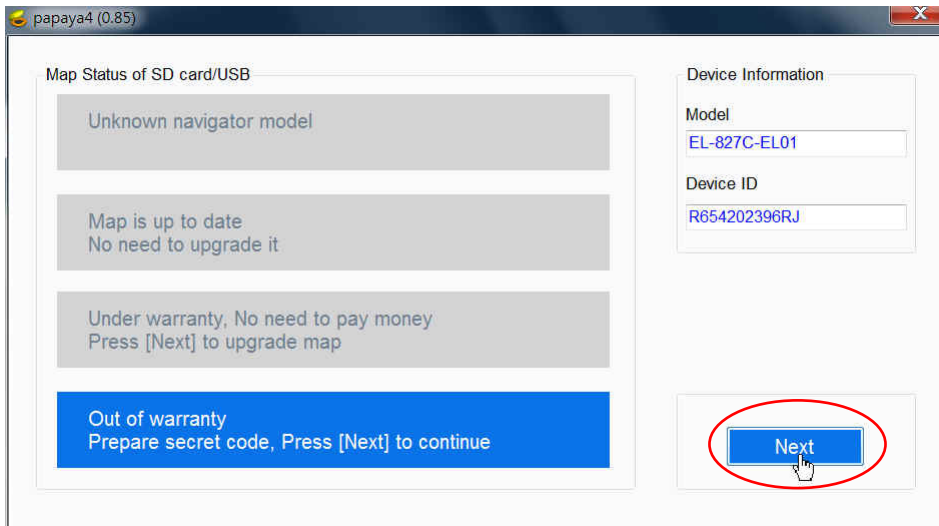 papaya4 (0.85)
X
Map Status of SD card/USB
Unknown navigator model
Map is up to date
No need to upgrade it
Under warranty, No need to pay money
Press [Next] to upgrade map
Out of warranty
Prepare secret code, Press [Next] to continue
Device Information
Model
EL-827C-EL01
Device ID
R654202396RJ
Next